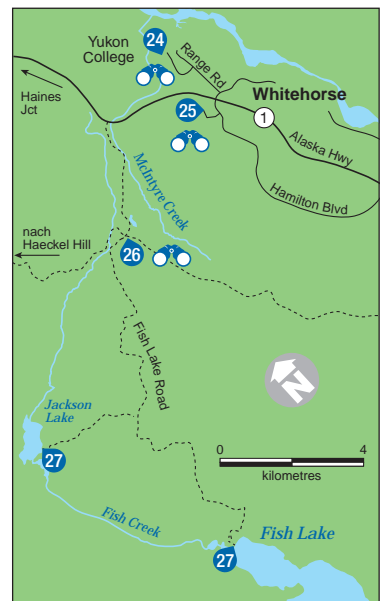 Yukon
College
24
Range Rd
Whitehorse
Haines
Jct
25
1
Alaska Hwy
McIntyre Creek
Hamilton Blvd
nach
Haeckel Hill
26
Fish Lake Road
N
Jackson
Lake
0 4
kilometres
27
Fish Creek
Fish Lake
27